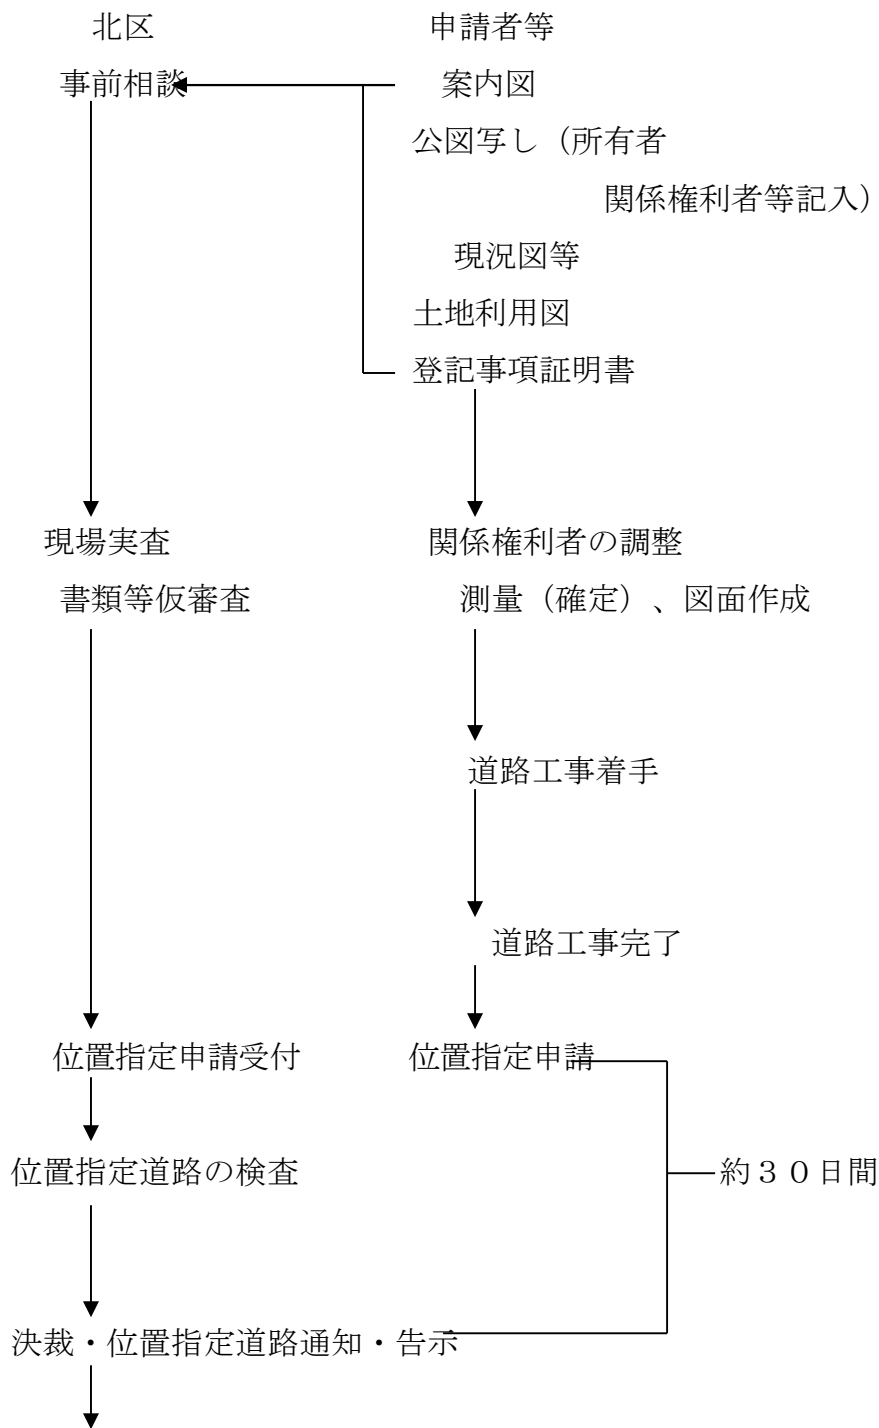 北区 申請者等
事前相談 案内図
公図写し（所有者
関係権利者等記入）
現況図等
土地利用図
登記事項証明書
現場実査 関係権利者の調整
書類等仮審査 測量（確定）、図面作成
道路工事着手
道路工事完了
位置指定申請受付 位置指定申請
位置指定道路の検査 約３０日間
決裁・位置指定道路通知・告示